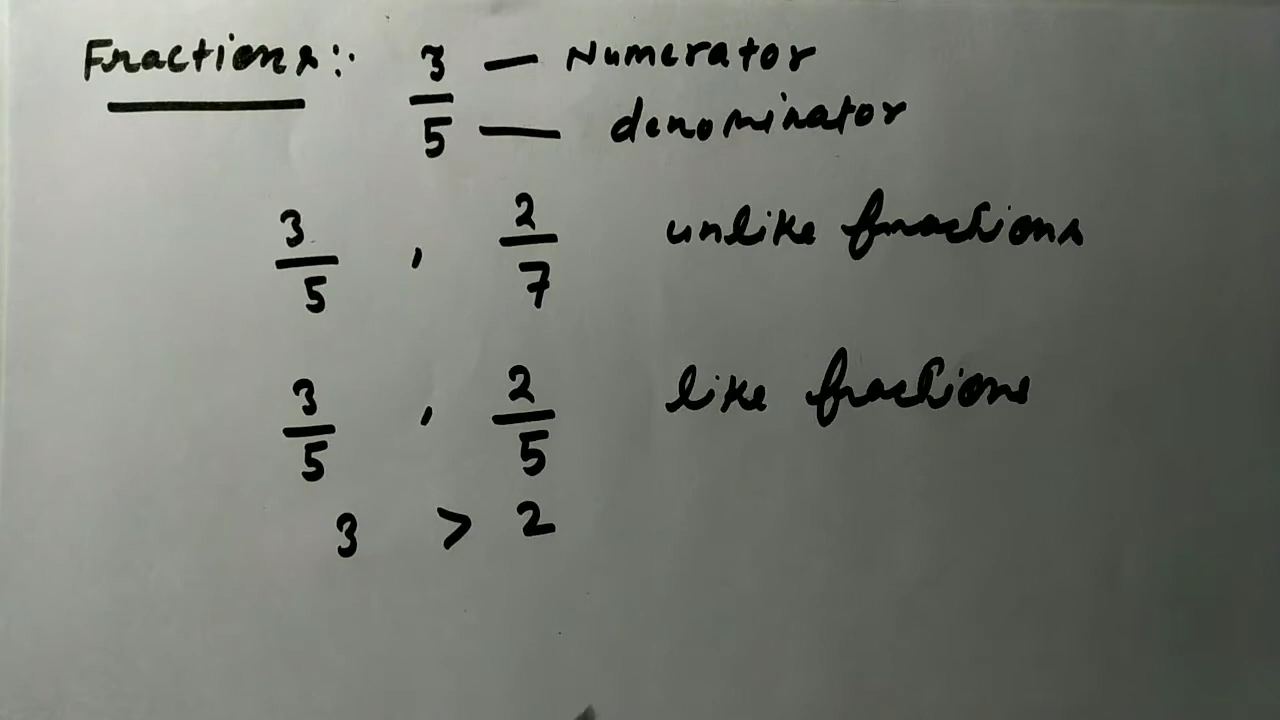 Fractions:- 3/5 — Numerator — denominator
3/5 , 2/7 unlike fractions
3/5 , 2/5 like fractions
3 > 2